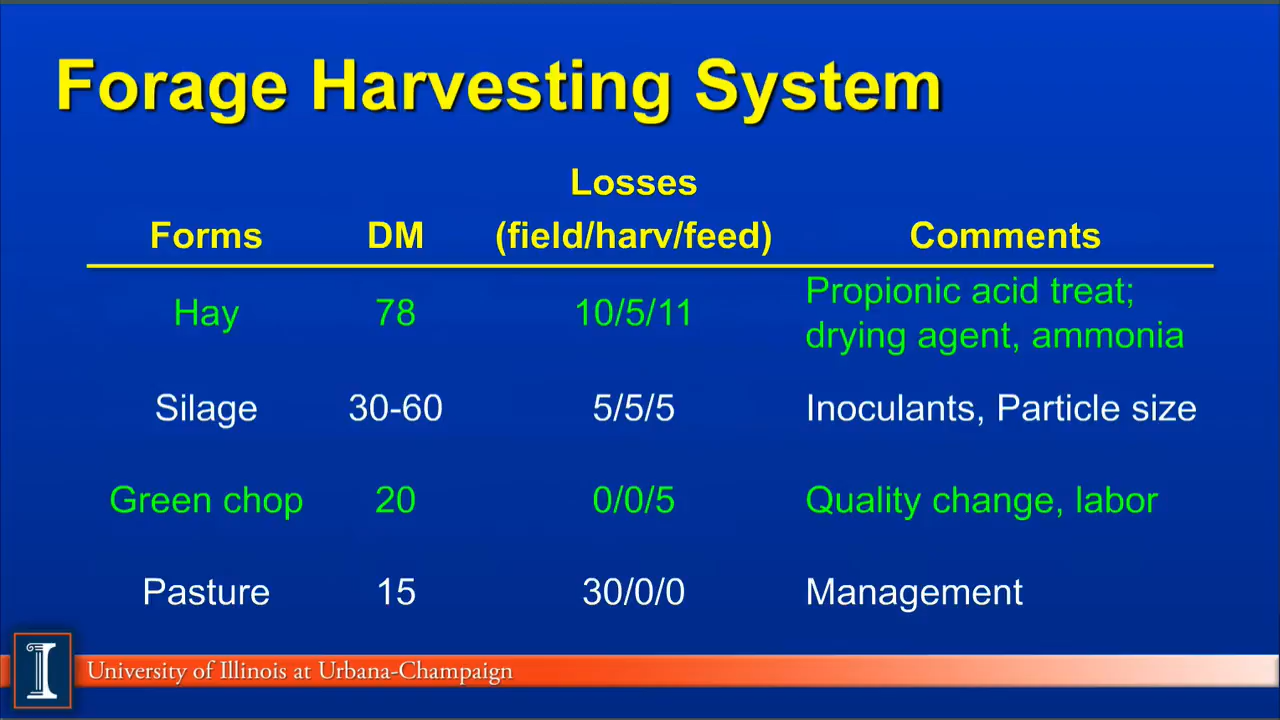 Forage Harvesting System
Losses
Forms DM (field/harv/feed) Comments
Hay 78 10/5/11 Propionic acid treat;
drying agent, ammonia
Silage 30-60 5/5/5 Inoculants, Particle size
Green chop 20 0/0/5 Quality change, labor
Pasture 15 30/0/0 Management
I University of Illinois at Urbana-Champaign